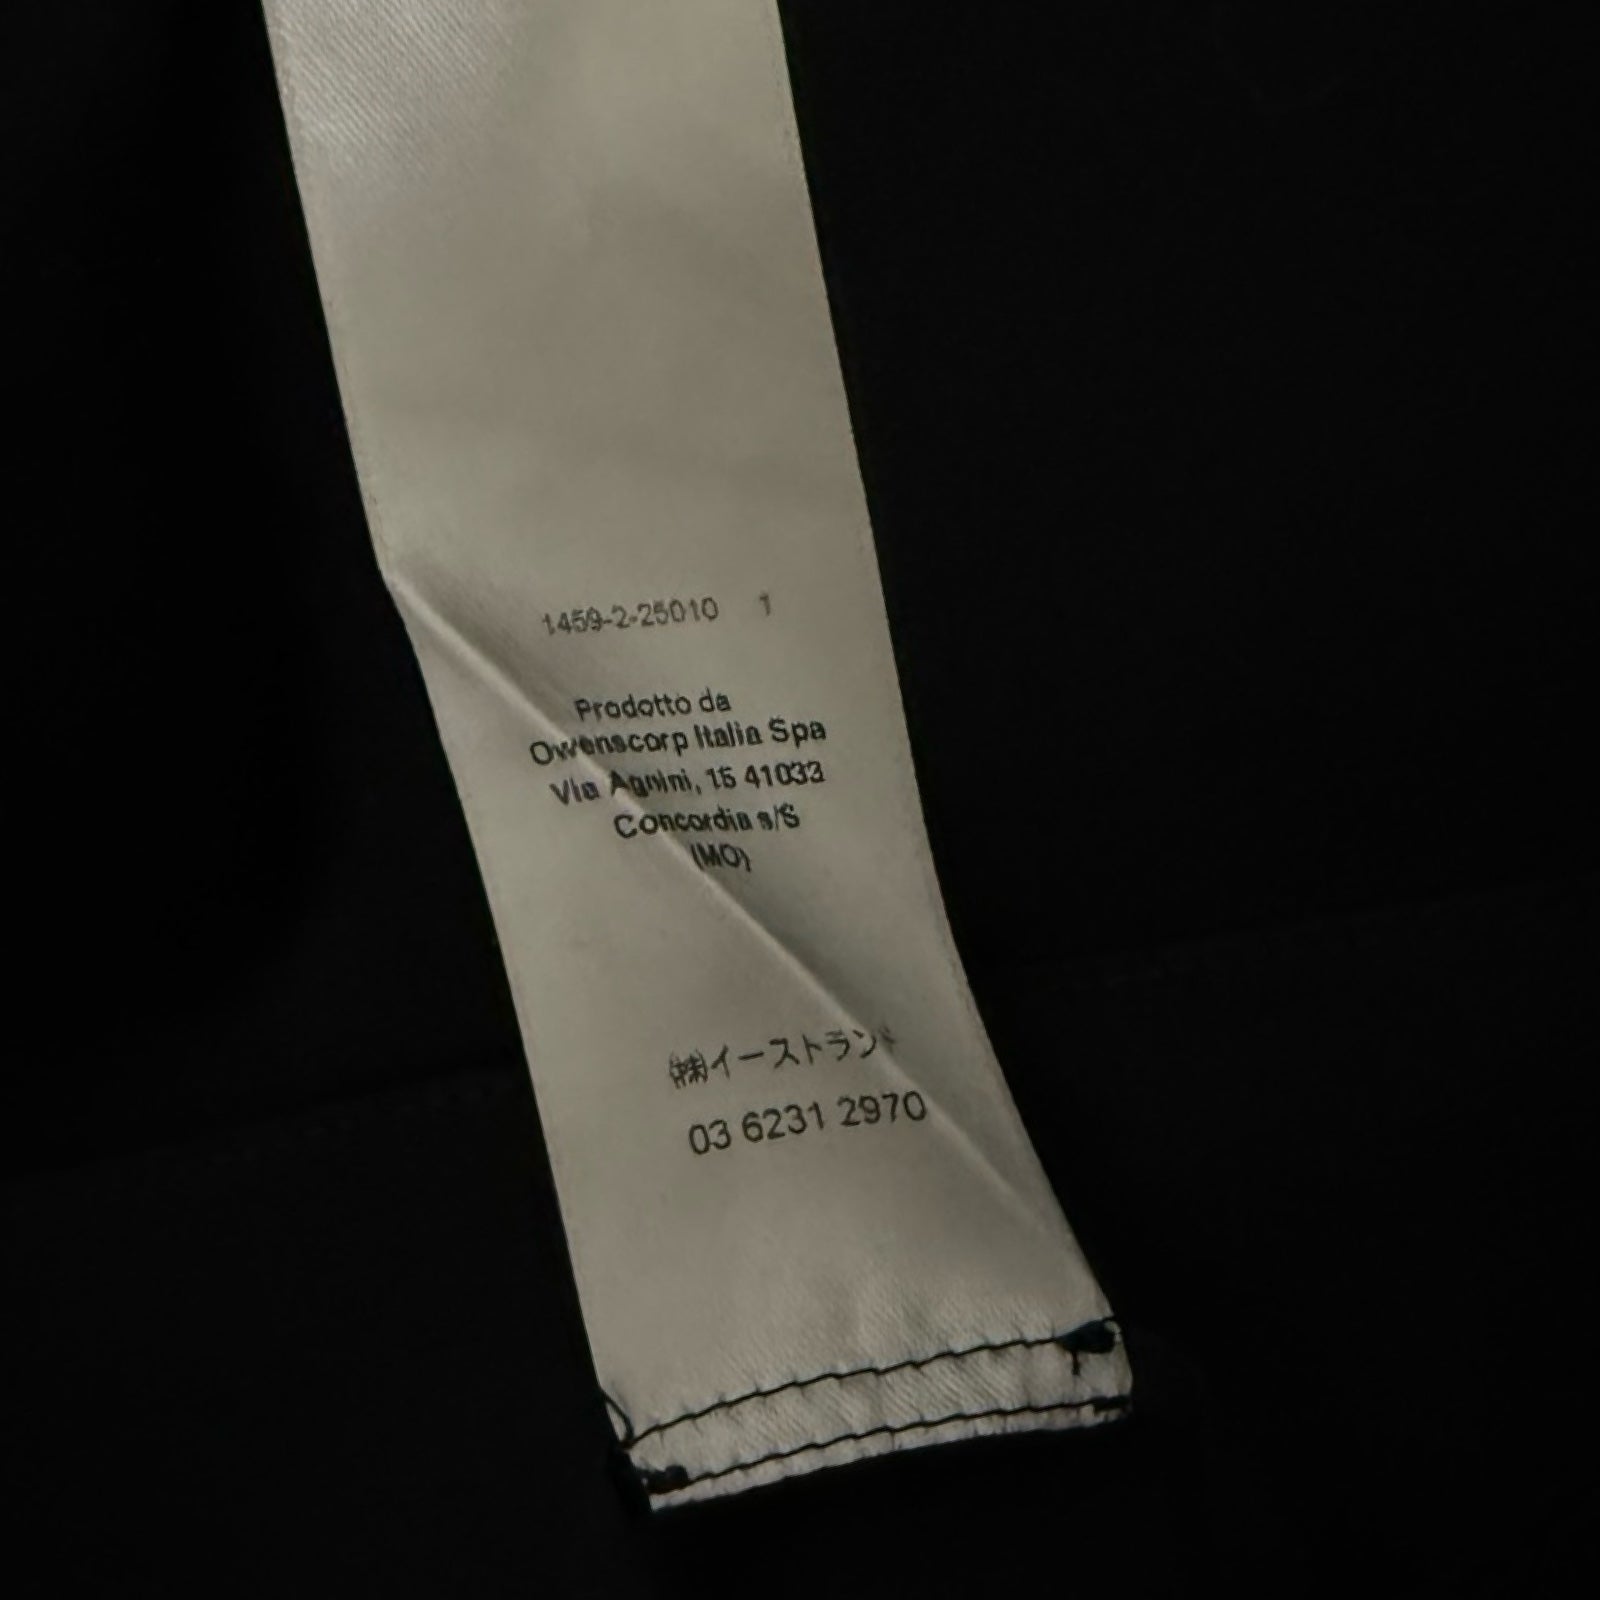 1459-2-25010 1
Prodotto da
Owenscorp Italia Spa
Via Agnini, 15 41033
Concordia s/S
(MO)
㈱イーストランド
03 6231 2970